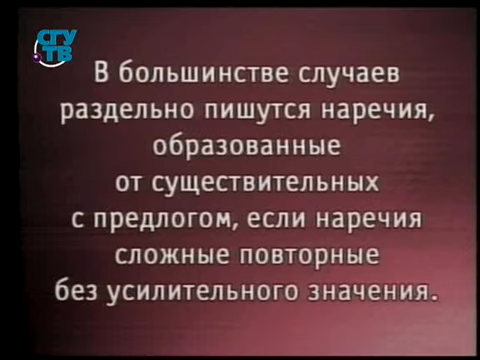 СГУ
ТВ
В большинстве случаев
раздельно пишутся наречия,
образованные
от существительных
с предлогом, если наречия
сложные повторные
без усилительного значения.